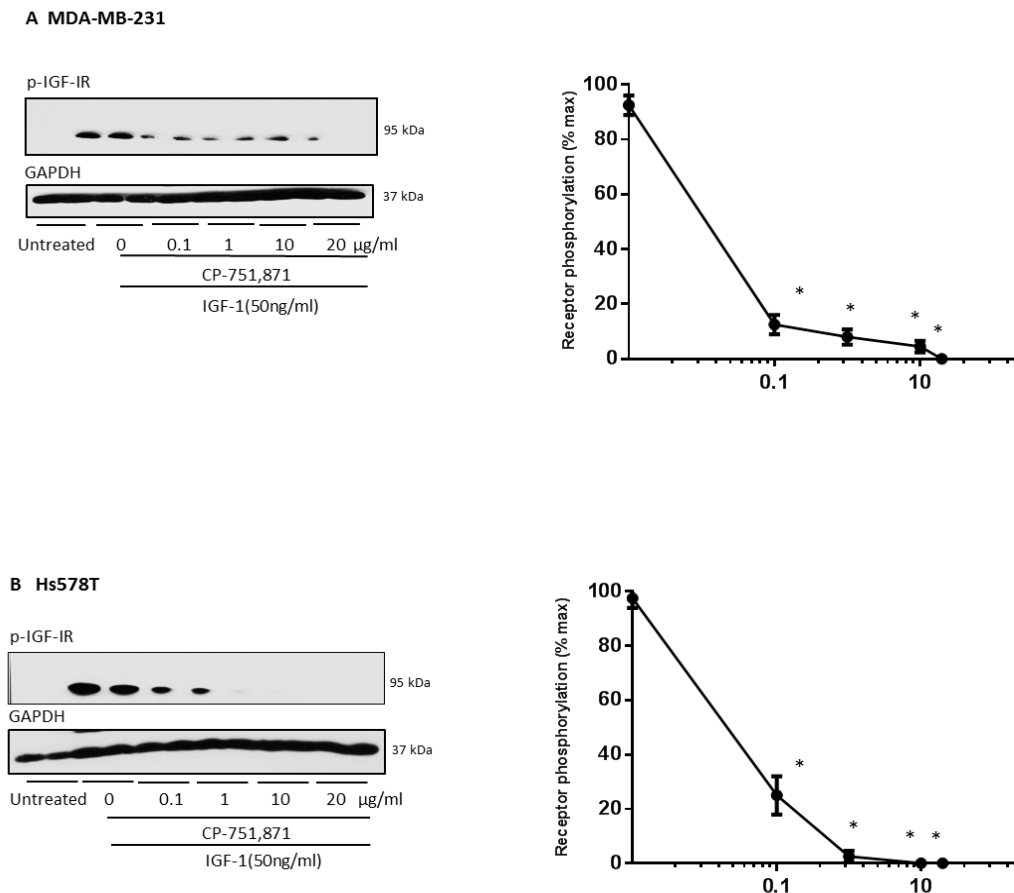 A MDA-MB-231
p-IGF-IR
95 kDa
GAPDH
37 kDa
Untreated 0 0.1 1 10 20 µg/ml
CP-751,871
IGF-1(50ng/ml)
Receptor phosphorylation (% max)
100
80
60
40
20
0
* * * *
0.1 10
B Hs578T
p-IGF-IR
95 kDa
GAPDH
37 kDa
Untreated 0 0.1 1 10 20 µg/ml
CP-751,871
IGF-1(50ng/ml)
Receptor phosphorylation (% max)
100
80
60
40
20
0
* * * *
0.1 10